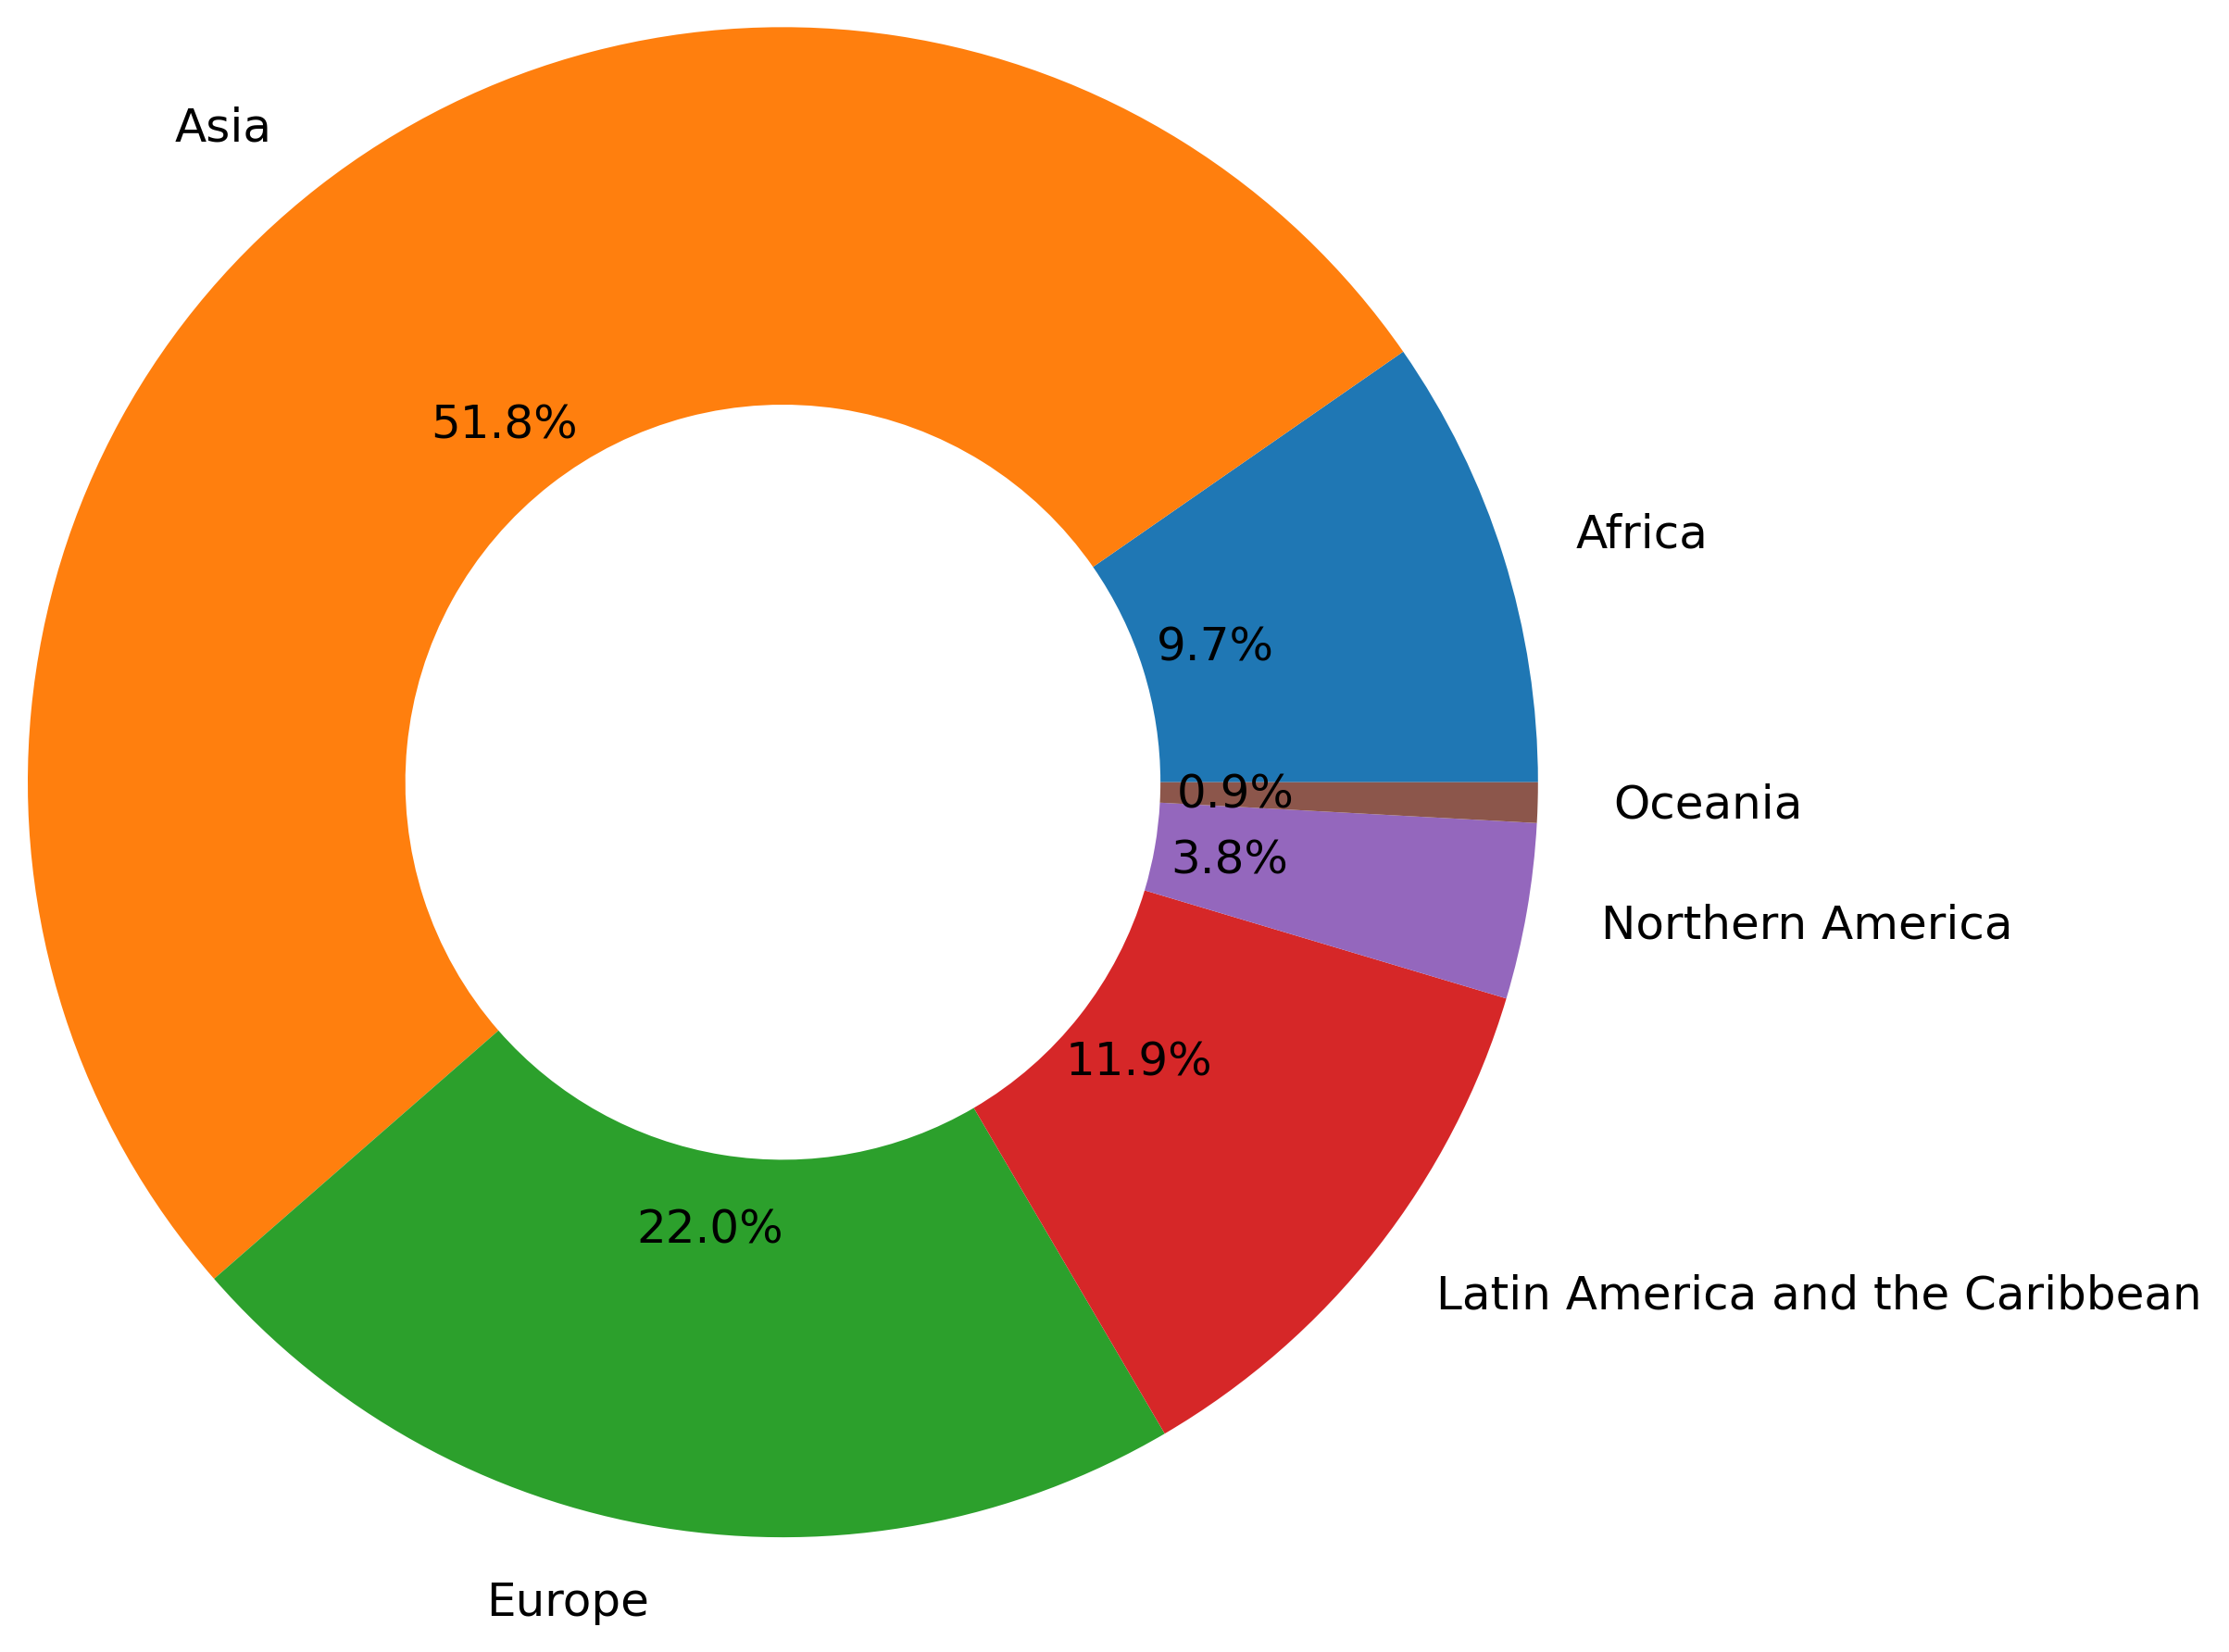 Asia
51.8%
Africa
9.7%
0.9%
Oceania
3.8%
Northern America
11.9%
Latin America and the Caribbean
22.0%
Europe